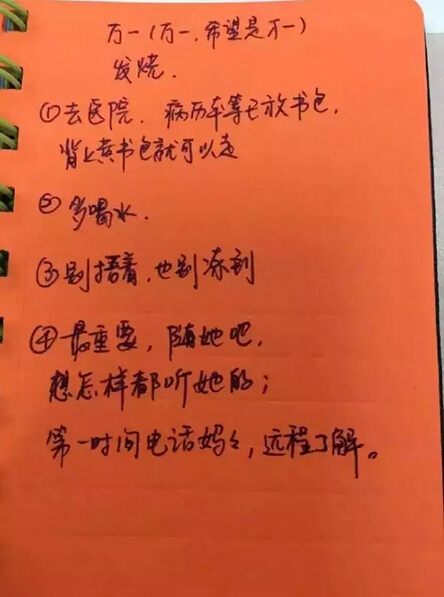 万一(万一,希望是不一)
发烧.
①去医院.病历本等已放书包,
背上黄书包就可以走
②多喝水.
③别捂着,也别冻到
④最重要,随她吧,
想怎样都听她的;
第一时间电话妈々,远程了解。